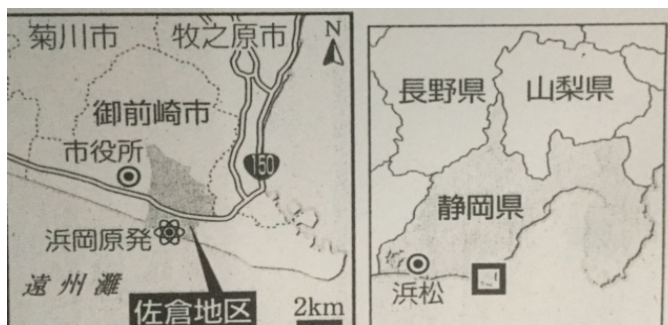 菊川市
牧之原市
N
御前崎市
市役所
150
浜岡原発
遠州灘
佐倉地区
2km
長野県
山梨県
静岡県
浜松